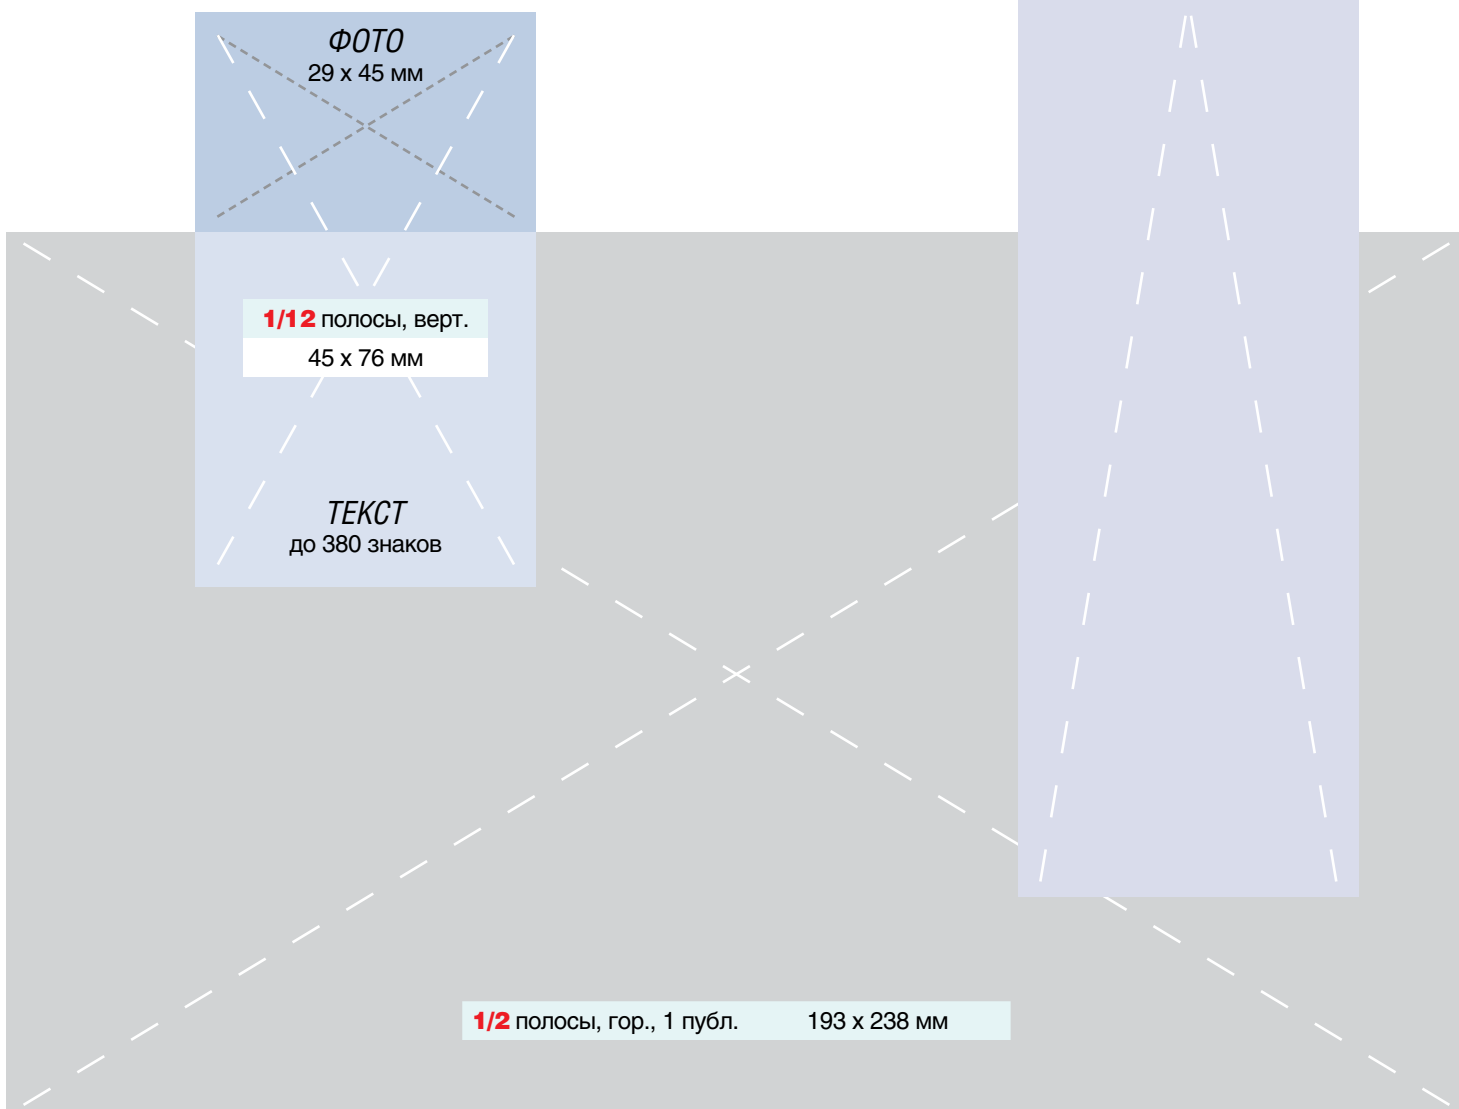 ФОТО
29 х 45 мм
1/12 полосы, верт.
45 х 76 мм
ТЕКСТ
до 380 знаков
1/2 полосы, гор., 1 публ. 193 х 238 мм